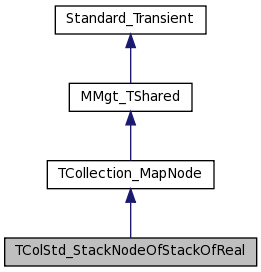 Standard_Transient
MMgt_TShared
TCollection_MapNode
TColStd_StackNodeOfStackOfReal